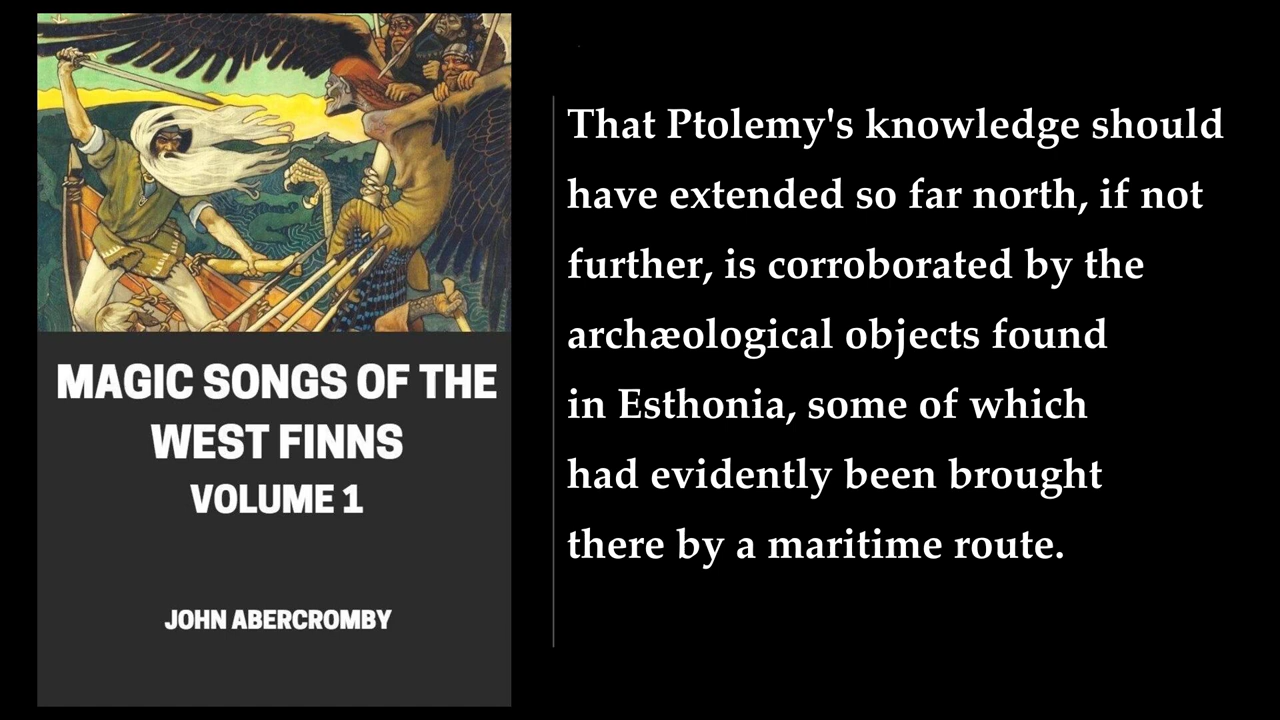 MAGIC SONGS OF THE
WEST FINNS
VOLUME 1
JOHN ABERCROMBY
That Ptolemy's knowledge should
have extended so far north, if not
further, is corroborated by the
archæological objects found
in Esthonia, some of which
had evidently been brought
there by a maritime route.